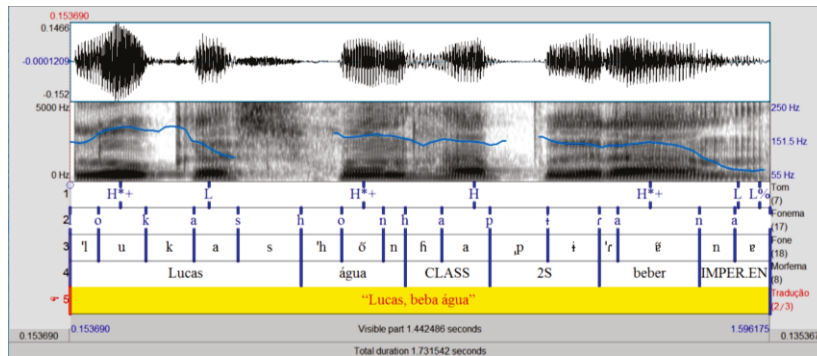 0.153690
0.1466
-0.0001209
-0.152
5000 Hz
250 Hz
151.5 Hz
0 Hz
55 Hz
1 H*+ L H*+ H H*+ L L% Tom (7)
2 o k a s h o n h a p ɨ ɾ a n a Fonema (17)
3 ˈl u k a s ˈh õ n ɦ a ˌp ɨ ˈɾ ɐ̃ n ɐ Fone (18)
4 Lucas água CLASS 2S beber IMPER.EN Morfema (8)
5 “Lucas, beba água” Tradução (2/3)
0.153690 Visible part 1.442486 seconds 1.596175
0.153690 0.135367
Total duration 1.731542 seconds